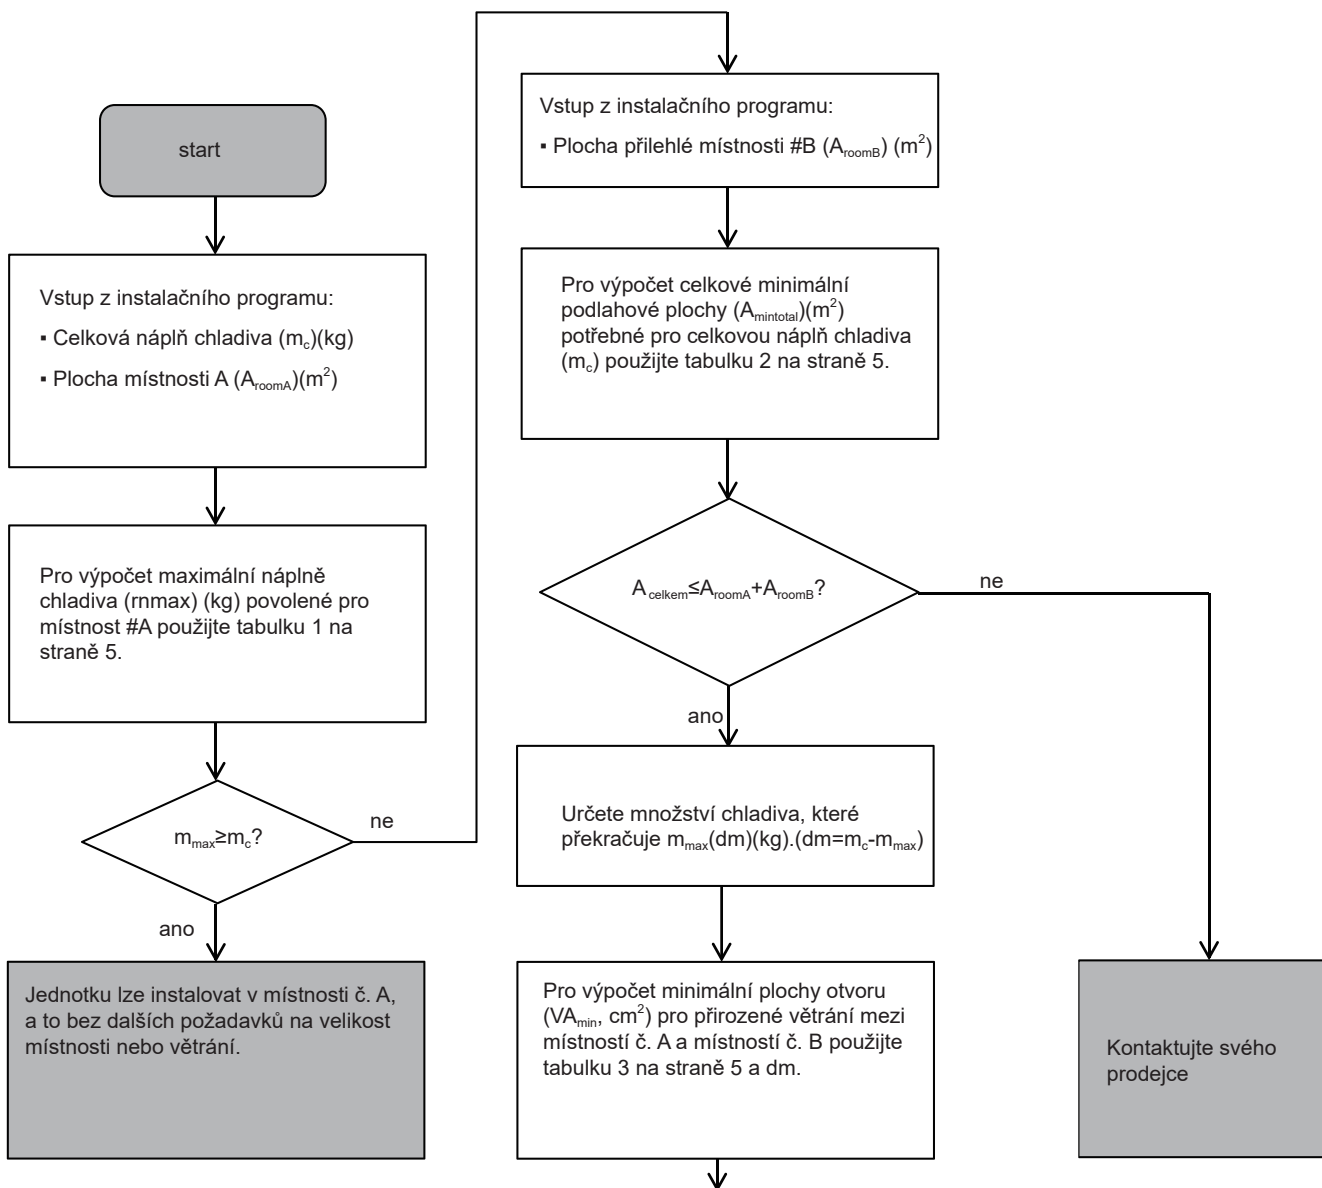 start
Vstup z instalačního programu:
▪ Celková náplň chladiva (mc)(kg)
▪ Plocha místnosti A (AroomA)(m²)
Pro výpočet maximální náplně
chladiva (rnmax) (kg) povolené pro
místnost #A použijte tabulku 1 na
straně 5.
mmax≥mc?
ne
ano
Jednotku lze instalovat v místnosti č. A,
a to bez dalších požadavků na velikost
místnosti nebo větrání.
Vstup z instalačního programu:
▪ Plocha přilehlé místnosti #B (AroomB) (m²)
Pro výpočet celkové minimální
podlahové plochy (Amintotal)(m²)
potřebné pro celkovou náplň chladiva
(mc) použijte tabulku 2 na straně 5.
A celkem≤AroomA+AroomB?
ne
ano
Určete množství chladiva, které
překračuje mmax(dm)(kg).(dm=mc-mmax)
Pro výpočet minimální plochy otvoru
(VAmin, cm²) pro přirozené větrání mezi
místností č. A a místností č. B použijte
tabulku 3 na straně 5 a dm.
Kontaktujte svého
prodejce